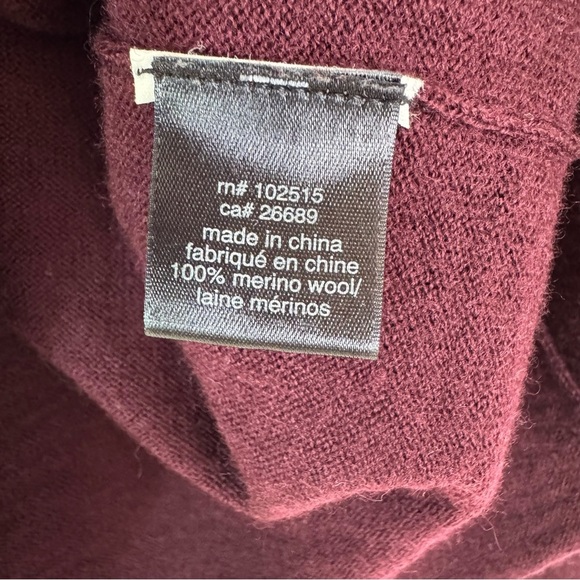 rn# 102515
ca# 26689
made in china
fabriqué en chine
100% merino wool/
laine mérinos